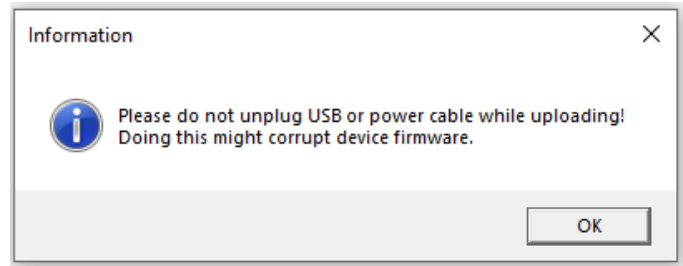 Information
Please do not unplug USB or power cable while uploading!
Doing this might corrupt device firmware.
OK